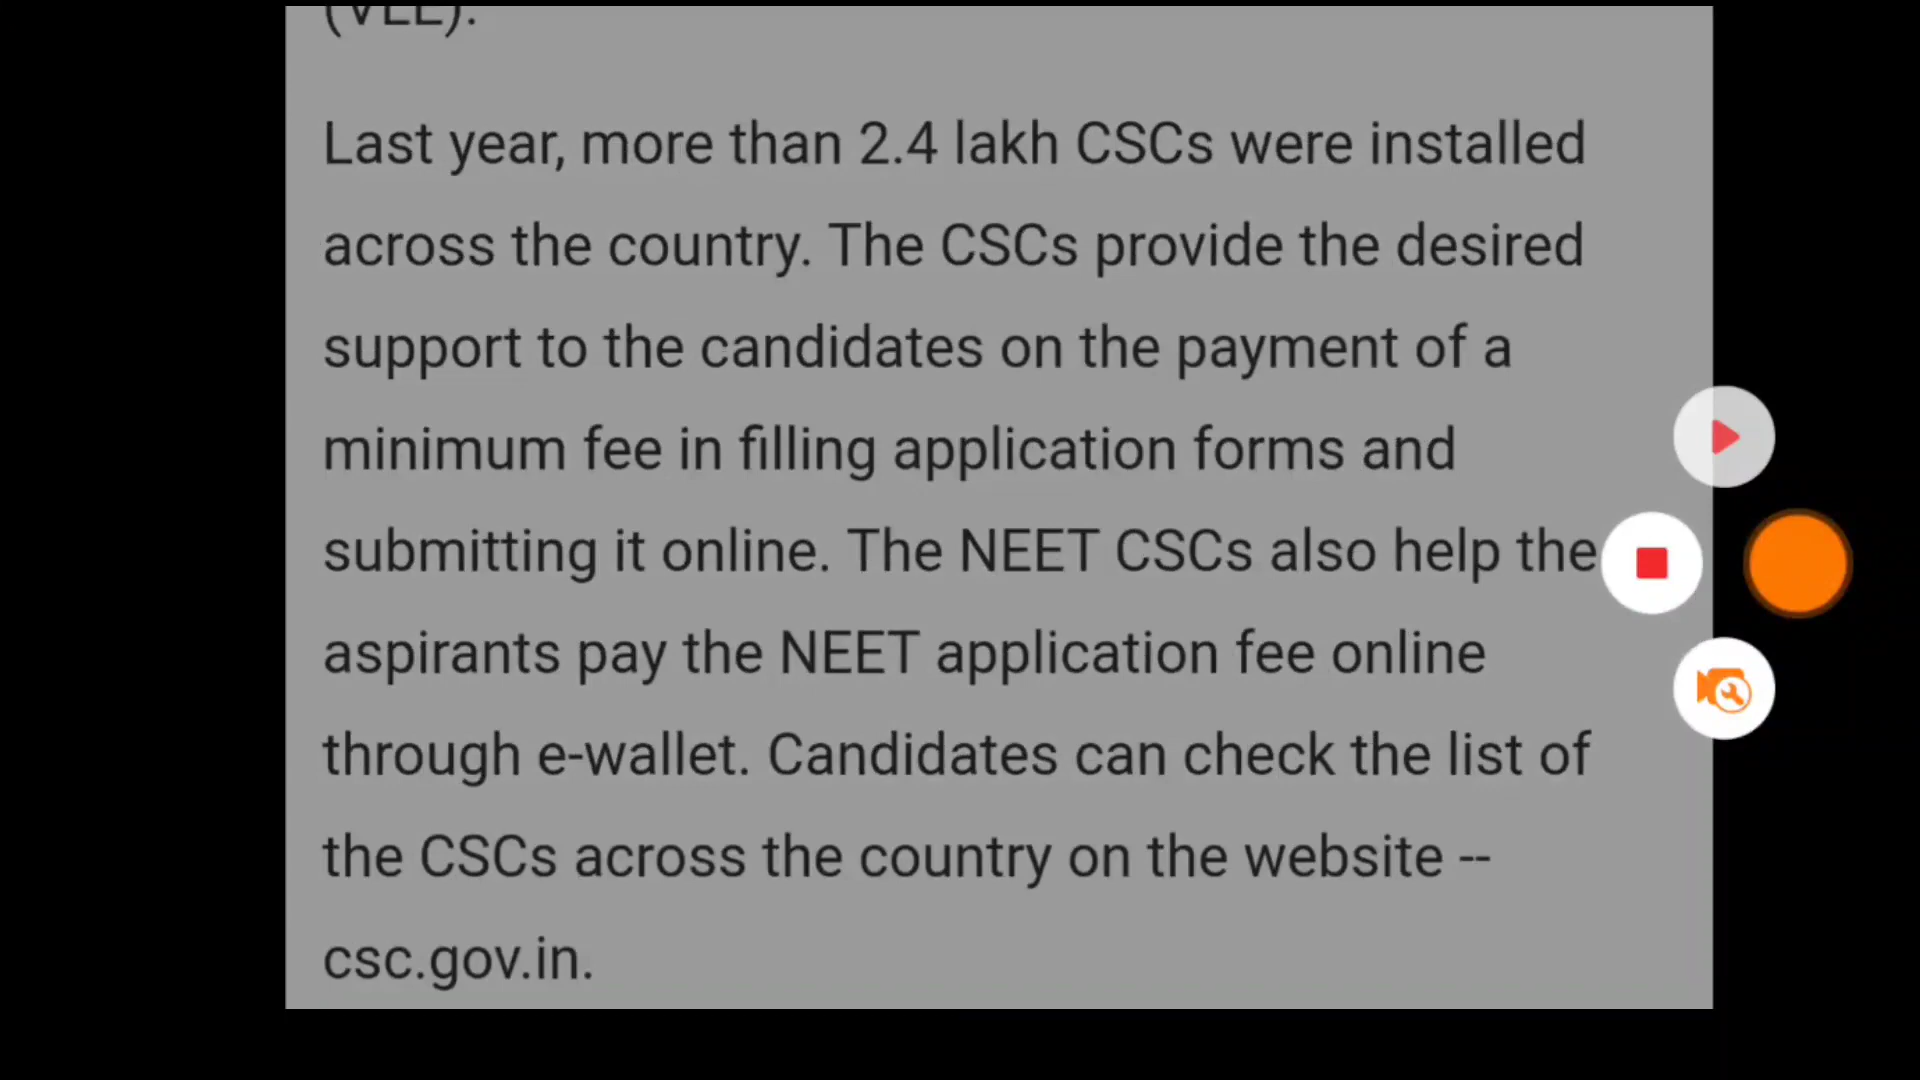 (VLE).
Last year, more than 2.4 lakh CSCs were installed
across the country. The CSCs provide the desired
support to the candidates on the payment of a
minimum fee in filling application forms and
submitting it online. The NEET CSCs also help the
aspirants pay the NEET application fee online
through e-wallet. Candidates can check the list of
the CSCs across the country on the website --
csc.gov.in.